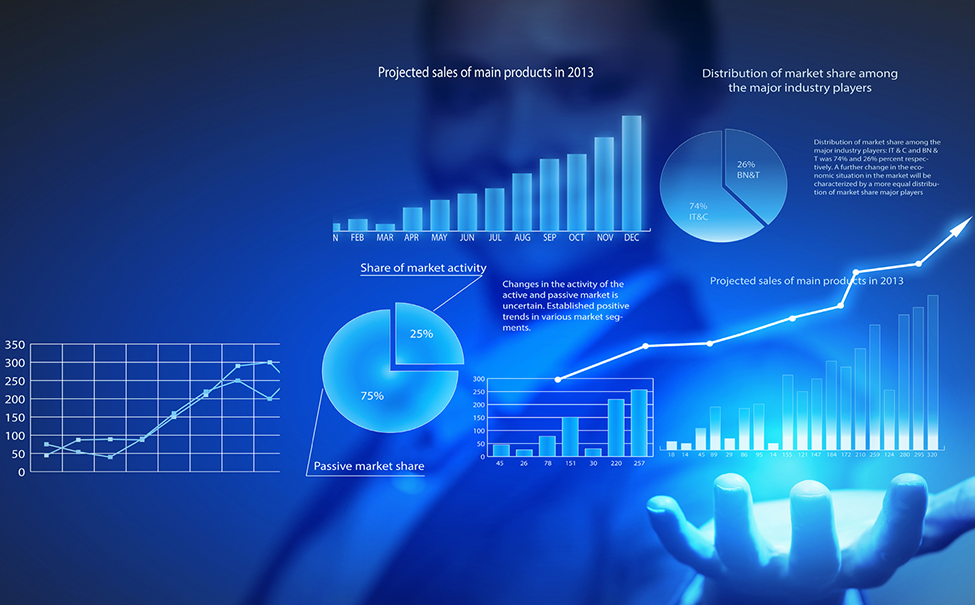 Projected sales of main products in 2013
N FEB MAR APR MAY JUN JUL AUG SEP OCT NOV DEC
Distribution of market share among
the major industry players
26%
BN&T
74%
IT&C
Distribution of market share among the
major industry players: IT & C and BN &
T was 74% and 26% percent respec-
tively. A further change in the eco-
nomic situation in the market will be
characterized by a more equal distribu-
tion of market share major players
Share of market activity
25%
75%
Passive market share
Changes in the activity of the
active and passive market is
uncertain. Established positive
trends in various market seg-
ments.
Projected sales of main products in 2013
350
300
250
200
150
100
50
0
300
250
200
150
100
50
0
45 26 78 151 30 220 257
18 14 45 89 29 86 95 14 155 121 147 184 172 210 259 124 280 295 320